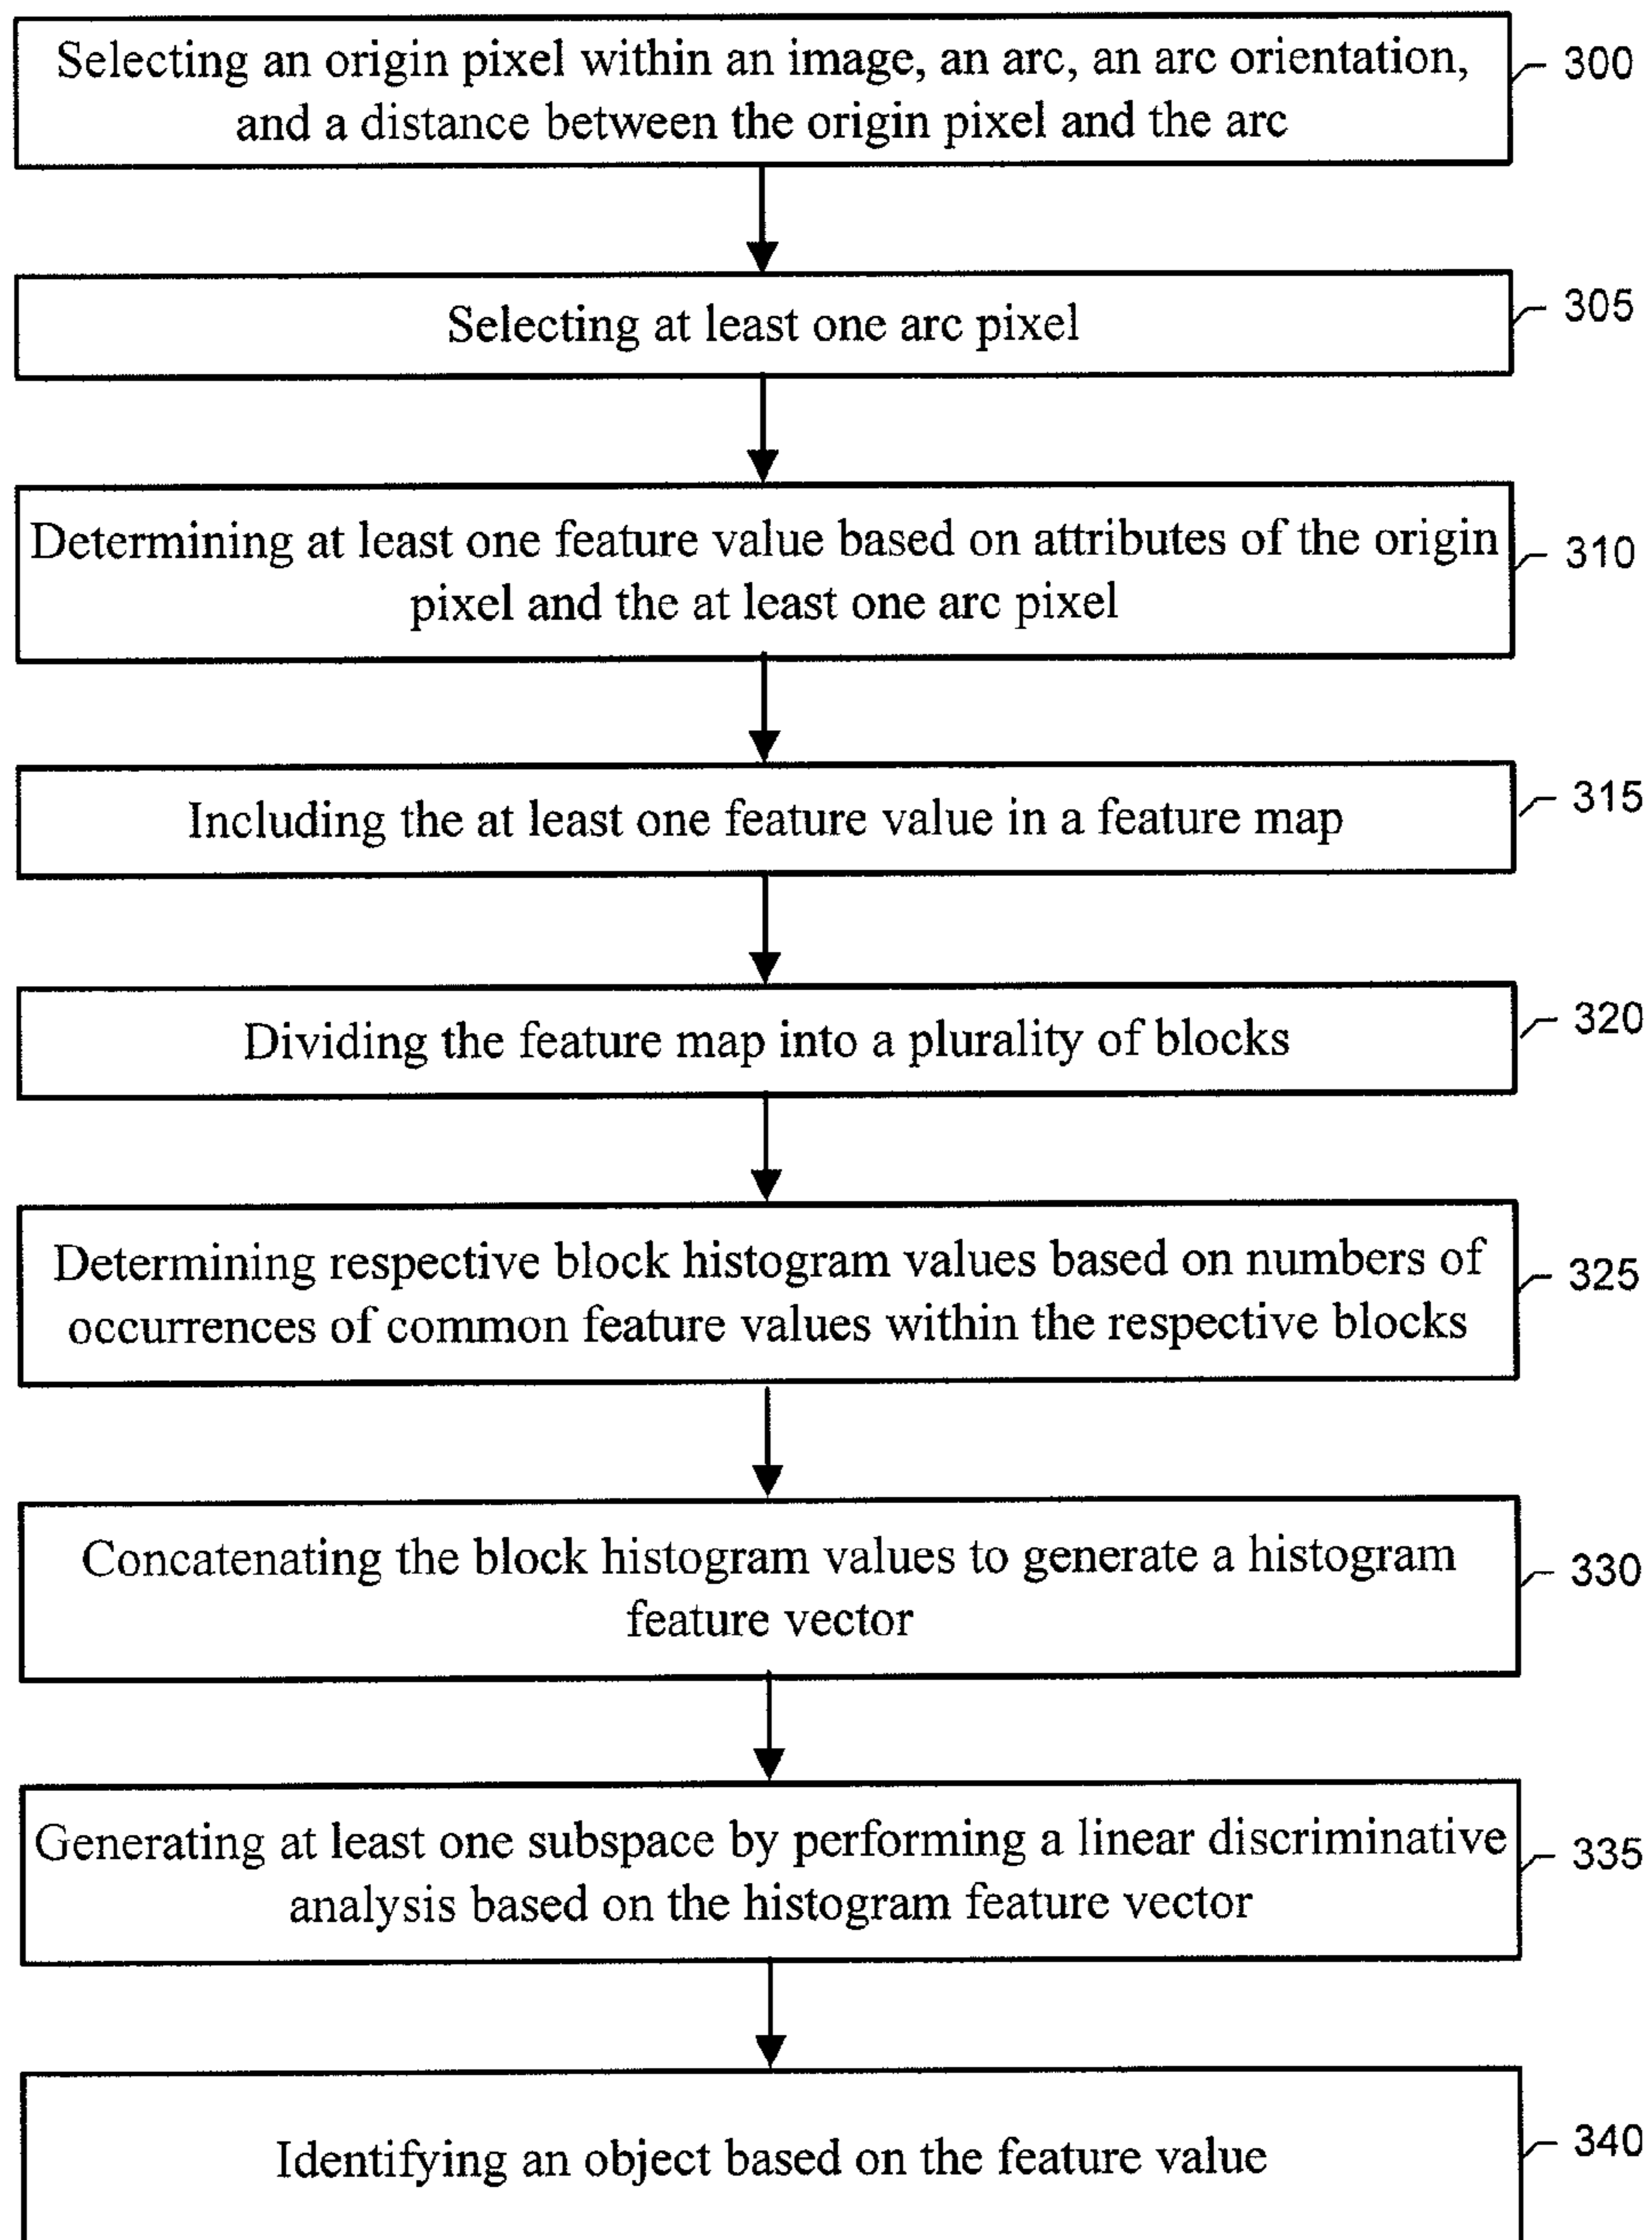 Selecting an origin pixel within an image, an arc, an arc orientation,
and a distance between the origin pixel and the arc
300
Selecting at least one arc pixel
305
Determining at least one feature value based on attributes of the origin
pixel and the at least one arc pixel
310
Including the at least one feature value in a feature map
315
Dividing the feature map into a plurality of blocks
320
Determining respective block histogram values based on numbers of
occurrences of common feature values within the respective blocks
325
Concatenating the block histogram values to generate a histogram
feature vector
330
Generating at least one subspace by performing a linear discriminative
analysis based on the histogram feature vector
335
Identifying an object based on the feature value
340